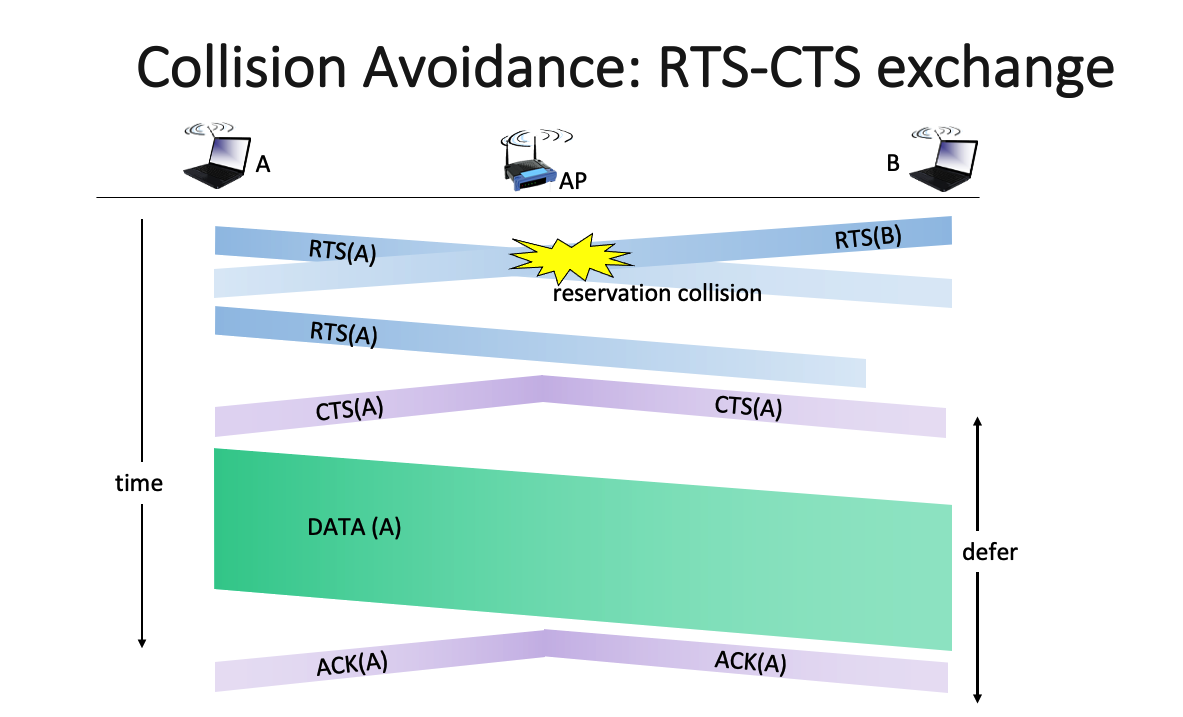 Collision Avoidance: RTS-CTS exchange
A
AP
B
RTS(A)
RTS(B)
reservation collision
RTS(A)
CTS(A)
CTS(A)
time
DATA (A)
defer
ACK(A)
ACK(A)